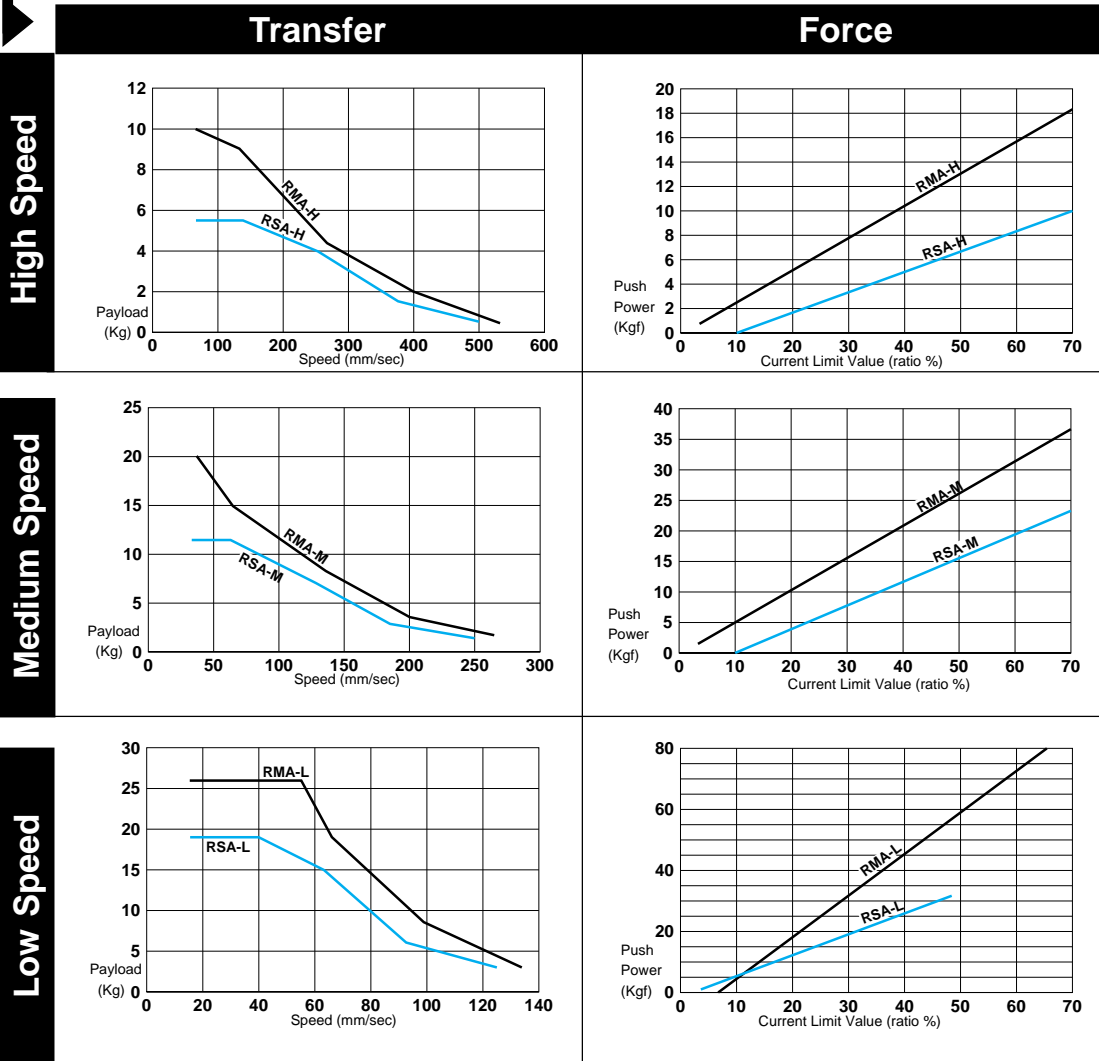 Transfer
Force
High Speed
12
10
8
6
4
2
0
Payload
(Kg)
RMA-H
RSA-H
0 100 200 300 400 500 600
Speed (mm/sec)
20
18
16
14
12
10
8
6
4
2
0
Push
Power
(Kgf)
RMA-H
RSA-H
0 10 20 30 40 50 60 70
Current Limit Value (ratio %)
Medium Speed
25
20
15
10
5
0
Payload
(Kg)
RMA-M
RSA-M
0 50 100 150 200 250 300
Speed (mm/sec)
40
35
30
25
20
15
10
5
0
Push
Power
(Kgf)
RMA-M
RSA-M
0 10 20 30 40 50 60 70
Current Limit Value (ratio %)
Low Speed
30
25
20
15
10
5
0
Payload
(Kg)
RMA-L
RSA-L
0 20 40 60 80 100 120 140
Speed (mm/sec)
80
60
40
20
0
Push
Power
(Kgf)
RMA-L
RSA-L
0 10 20 30 40 50 60 70
Current Limit Value (ratio %)